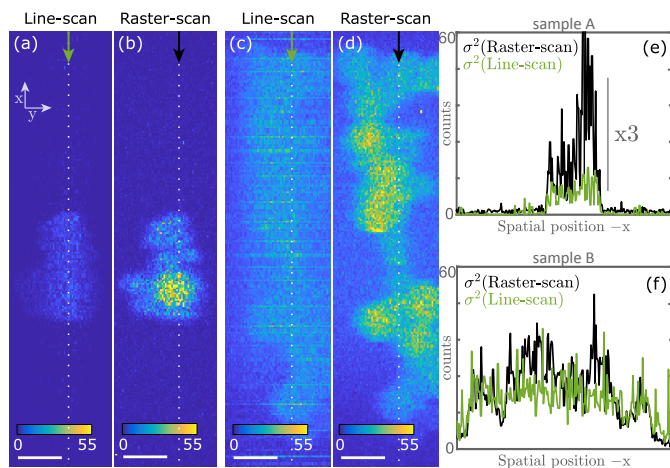 Line-scan Raster-scan Line-scan Raster-scan
(a) (b) (c) (d)
x
y
0 55 0 55 0 55 0 55
sample A
60
σ²(Raster-scan) (e)
σ²(Line-scan)
counts
x3
0
Spatial position −x
sample B
60
σ²(Raster-scan) (f)
σ²(Line-scan)
counts
0
Spatial position −x